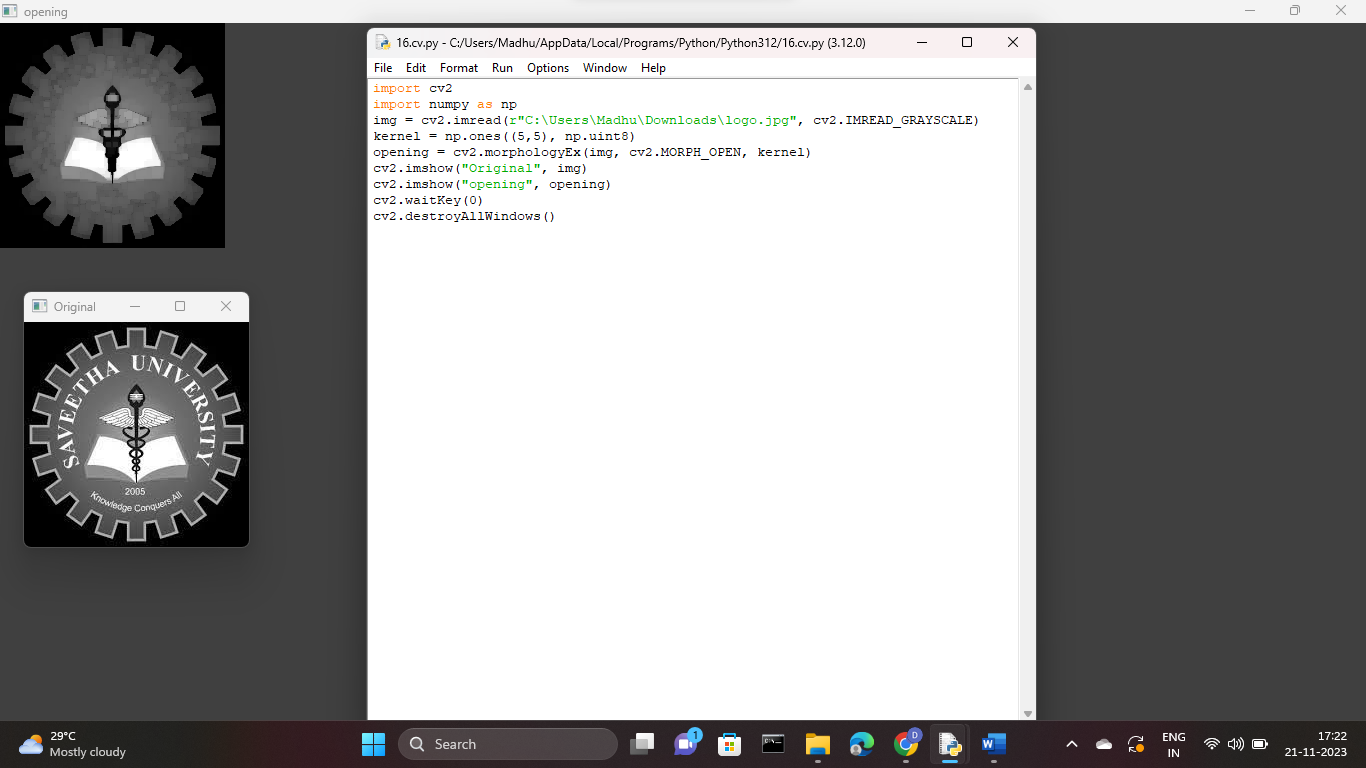 opening
16.cv.py - C:/Users/Madhu/AppData/Local/Programs/Python/Python312/16.cv.py (3.12.0)
File Edit Format Run Options Window Help
import cv2
import numpy as np
img = cv2.imread(r"C:\Users\Madhu\Downloads\logo.jpg", cv2.IMREAD_GRAYSCALE)
kernel = np.ones((5,5), np.uint8)
opening = cv2.morphologyEx(img, cv2.MORPH_OPEN, kernel)
cv2.imshow("Original", img)
cv2.imshow("opening", opening)
cv2.waitKey(0)
cv2.destroyAllWindows()
Original
SAVEETHA UNIVERSITY
2005
Knowledge Conquers All
29°C
Mostly cloudy
Search
1
D
ENG
IN
17:22
21-11-2023